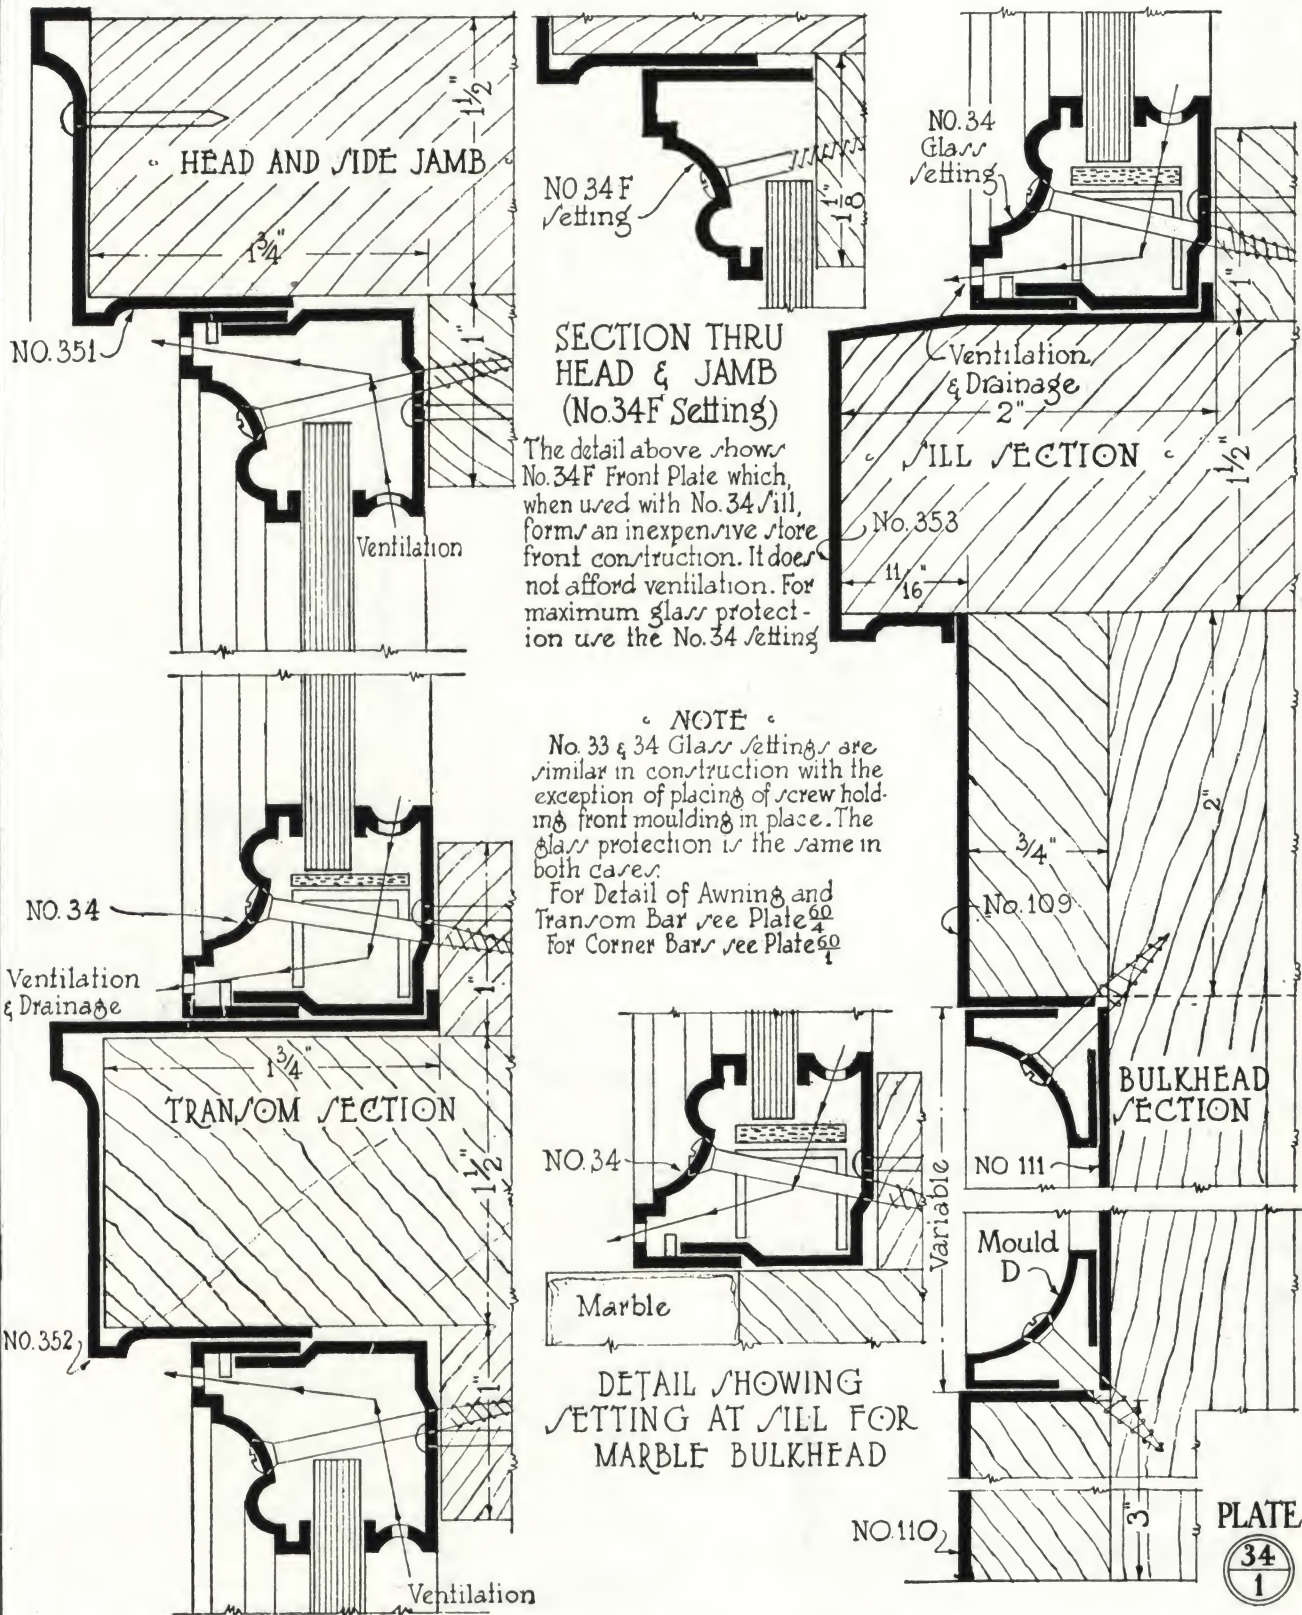 1 1/2"
HEAD AND SIDE JAMB
1 3/4"
1"
NO. 351
Ventilation
NO. 34
Ventilation
& Drainage
1"
1 3/4"
TRANSOM SECTION
1 1/2"
NO. 352
1"
Ventilation
NO 34F
Setting
1 1/8"
SECTION THRU
HEAD & JAMB
(No. 34F Setting)
The detail above shows
No. 34F Front Plate which,
when used with No. 34 Sill,
forms an inexpensive store
front construction. It does
not afford ventilation. For
maximum glass protect-
ion use the No. 34 Setting
NOTE
No. 33 & 34 Glass Settings are
similar in construction with the
exception of placing of screw hold-
ing front moulding in place. The
glass protection is the same in
both cases.
For Detail of Awning and
Transom Bar see Plate 60/4
For Corner Bars see Plate 60/1
NO. 34
Marble
DETAIL SHOWING
SETTING AT SILL FOR
MARBLE BULKHEAD
NO. 34
Glass
Setting
1"
Ventilation
& Drainage
2"
SILL SECTION
1 1/2"
No. 353
11/16"
2"
3/4"
No. 109
BULKHEAD
SECTION
NO 111
Variable
Mould
D
NO. 110
3"
PLATE
34
1